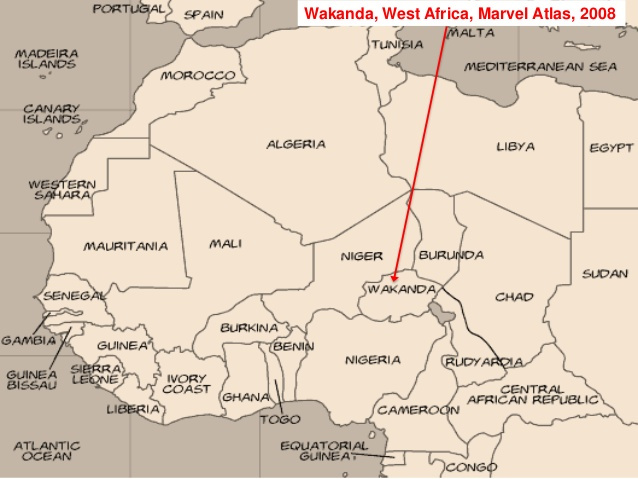 Wakanda, West Africa, Marvel Atlas, 2008
PORTUGAL
SPAIN
MALTA
TUNISIA
MADEIRA
ISLANDS
MEDITERRANEAN SEA
MOROCCO
CANARY
ISLANDS
ALGERIA
LIBYA
EGYPT
WESTERN
SAHARA
MAURITANIA
MALI
NIGER
BURUNDA
SUDAN
WAKANDA
CHAD
SENEGAL
GAMBIA
BURKINA
GUINEA
BENIN
NIGERIA
RUDYARDIA
GUINEA
BISSAU
SIERRA
LEONE
IVORY
COAST
GHANA
LIBERIA
TOGO
CAMEROON
CENTRAL
AFRICAN REPUBLIC
ATLANTIC
OCEAN
EQUATORIAL
GUINEA
CONGO